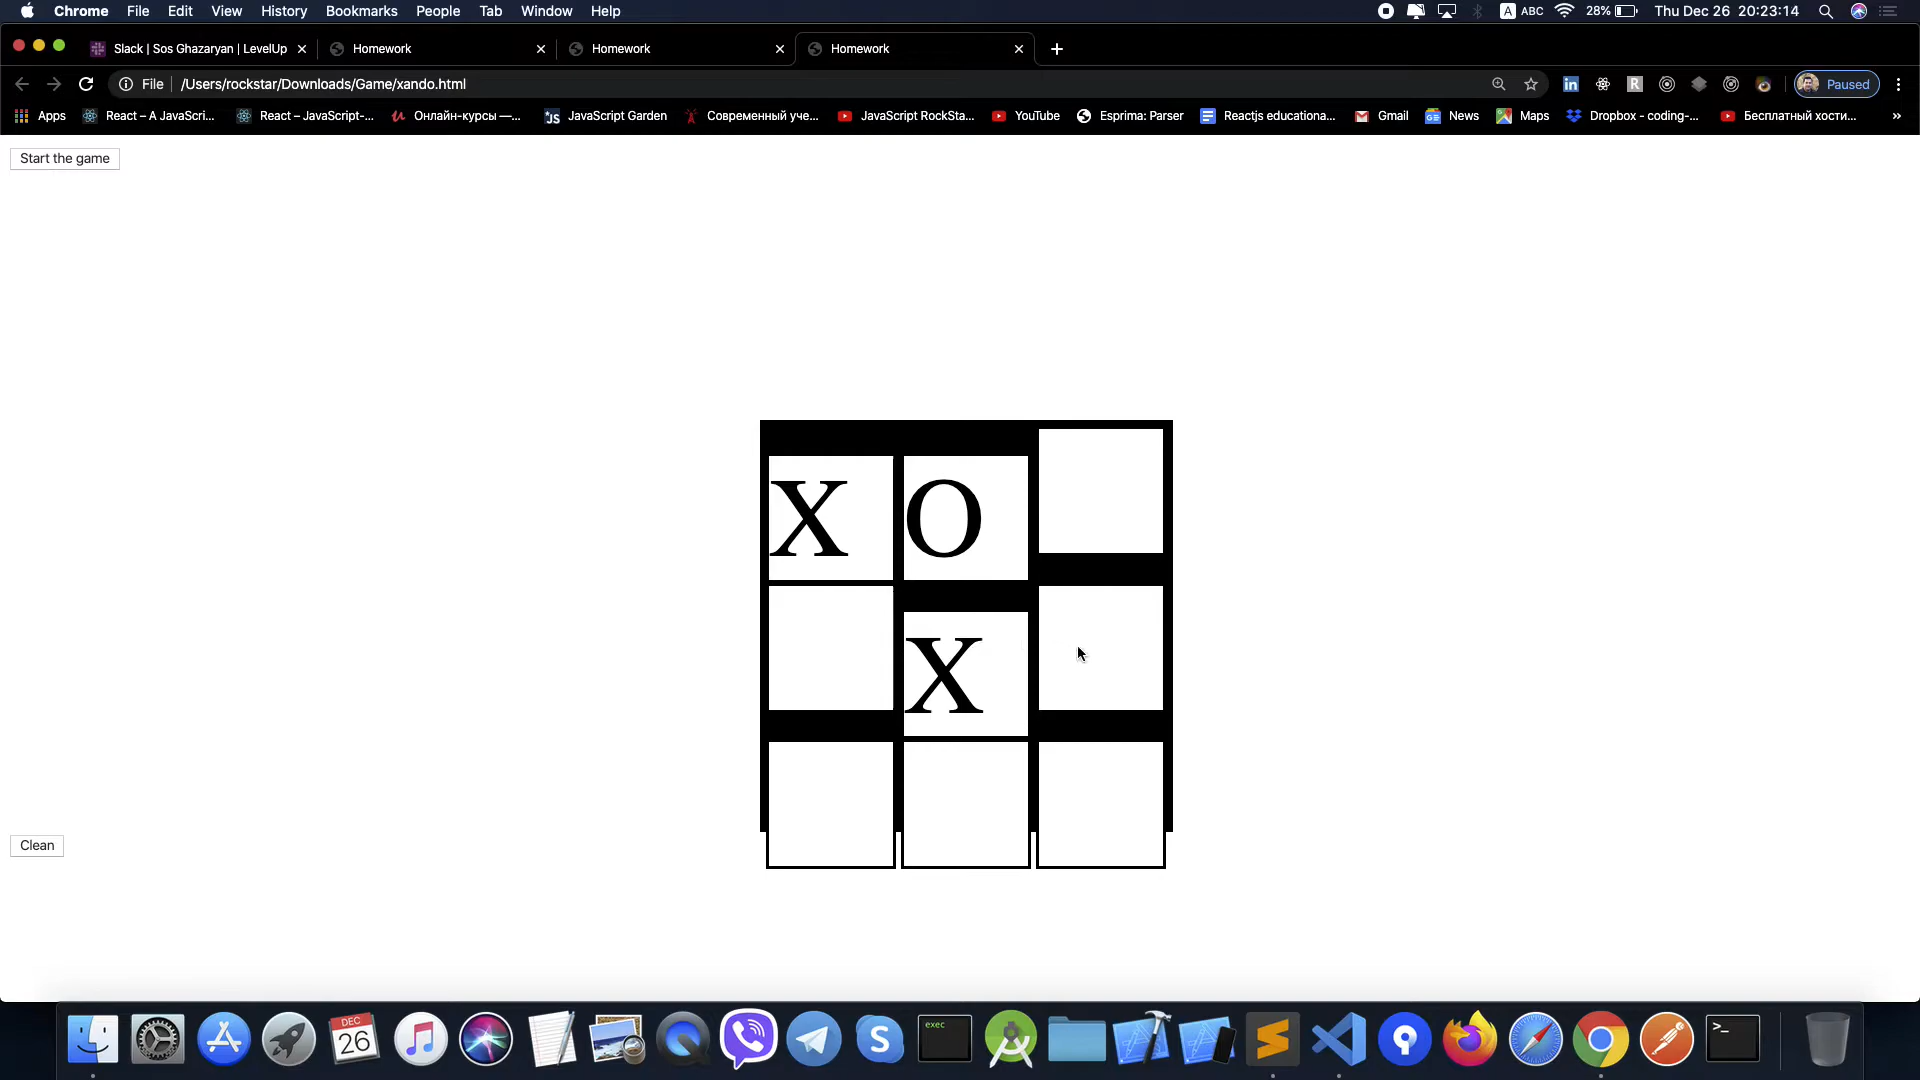 Chrome File Edit View History Bookmarks People Tab Window Help A ABC 28% Thu Dec 26 20:23:14
Slack | Sos Ghazaryan | LevelUp Homework Homework Homework
File /Users/rockstar/Downloads/Game/xando.html R Paused
Apps React – A JavaScri... React – JavaScript-... Онлайн-курсы —... JS JavaScript Garden Современный уче... JavaScript RockSta... YouTube Esprima: Parser Reactjs educationa... Gmail News Maps Dropbox - coding-... Бесплатный хости... »
Start the game
X O
X
Clean
DEC 26 exec >_